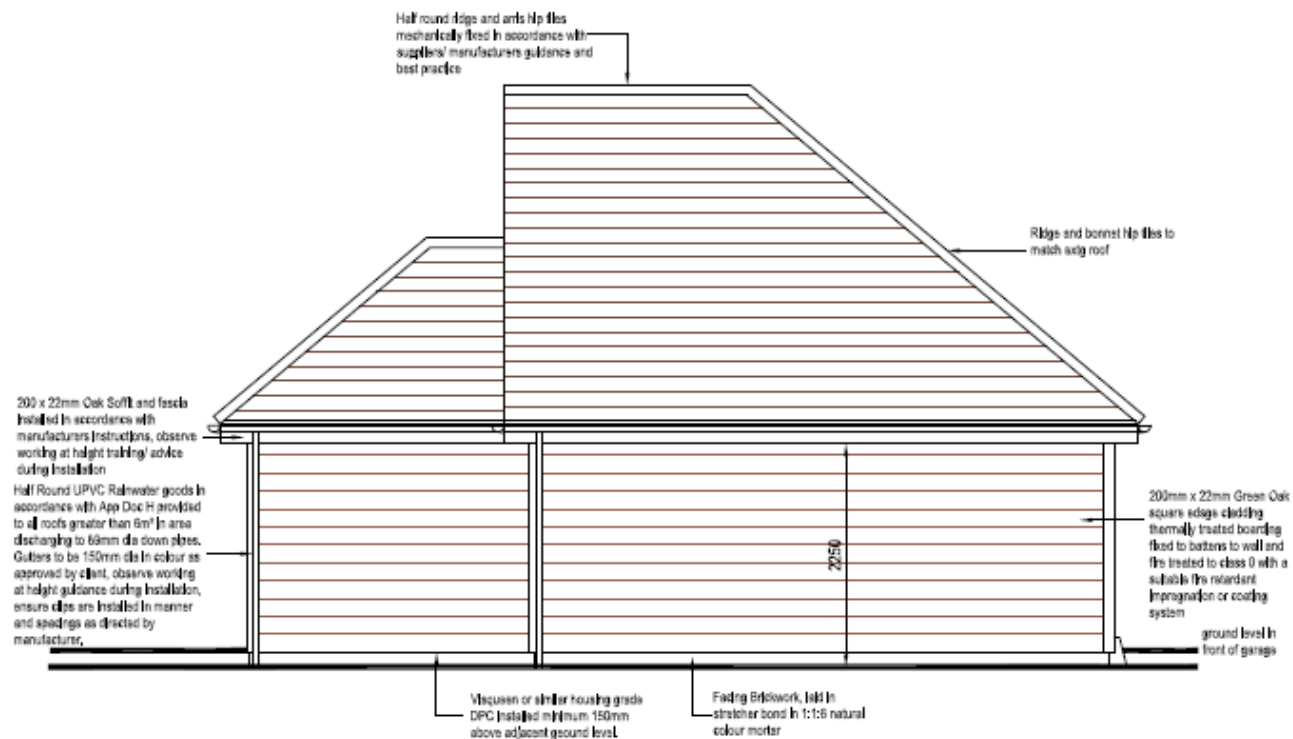 Half round ridge and arris hip tiles
mechanically fixed in accordance with
suppliers/ manufacturers guidance and
best practice
Ridge and bonnet hip tiles to
match extg roof
200 x 22mm Oak Soffit and fascia
installed in accordance with
manufacturers instructions, observe
working at height training/ advice
during installation
Half Round UPVC Rainwater goods in
accordance with App Doc H provided
to all roofs greater than 6m² in area
discharging to 69mm dia down pipes.
Gutters to be 150mm dia in colour as
approved by client, observe working
at height guidance during installation,
ensure clips are installed in manner
and spacings as directed by
manufacturer.
2250
200mm x 22mm Green Oak
square edge cladding
thermally treated boarding
fixed to battens to wall and
fire treated to class 0 with a
suitable fire retardant
impregnation or coating
system
ground level in
front of garage
Visqueen or similar housing grade
DPC installed minimum 150mm
above adjacent geound level.
Facing Brickwork, laid in
stretcher bond in 1:1:6 natural
colour morter